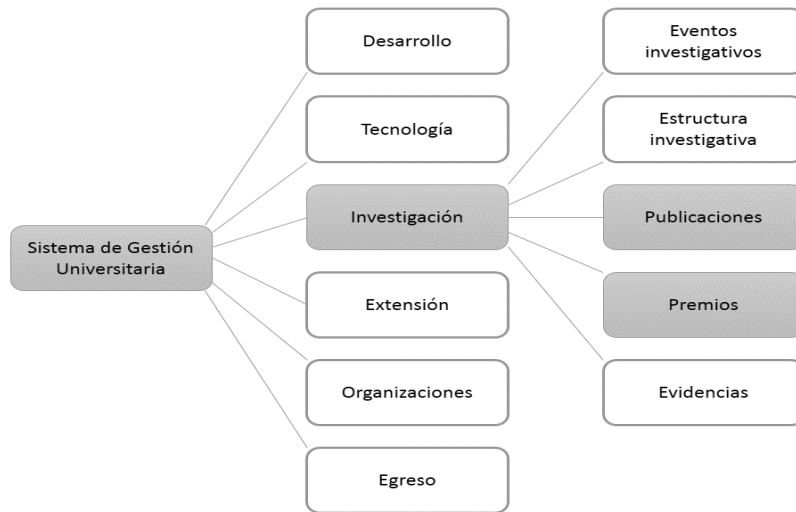 Sistema de Gestión
Universitaria
Desarrollo
Tecnología
Investigación
Extensión
Organizaciones
Egreso
Eventos
investigativos
Estructura
investigativa
Publicaciones
Premios
Evidencias